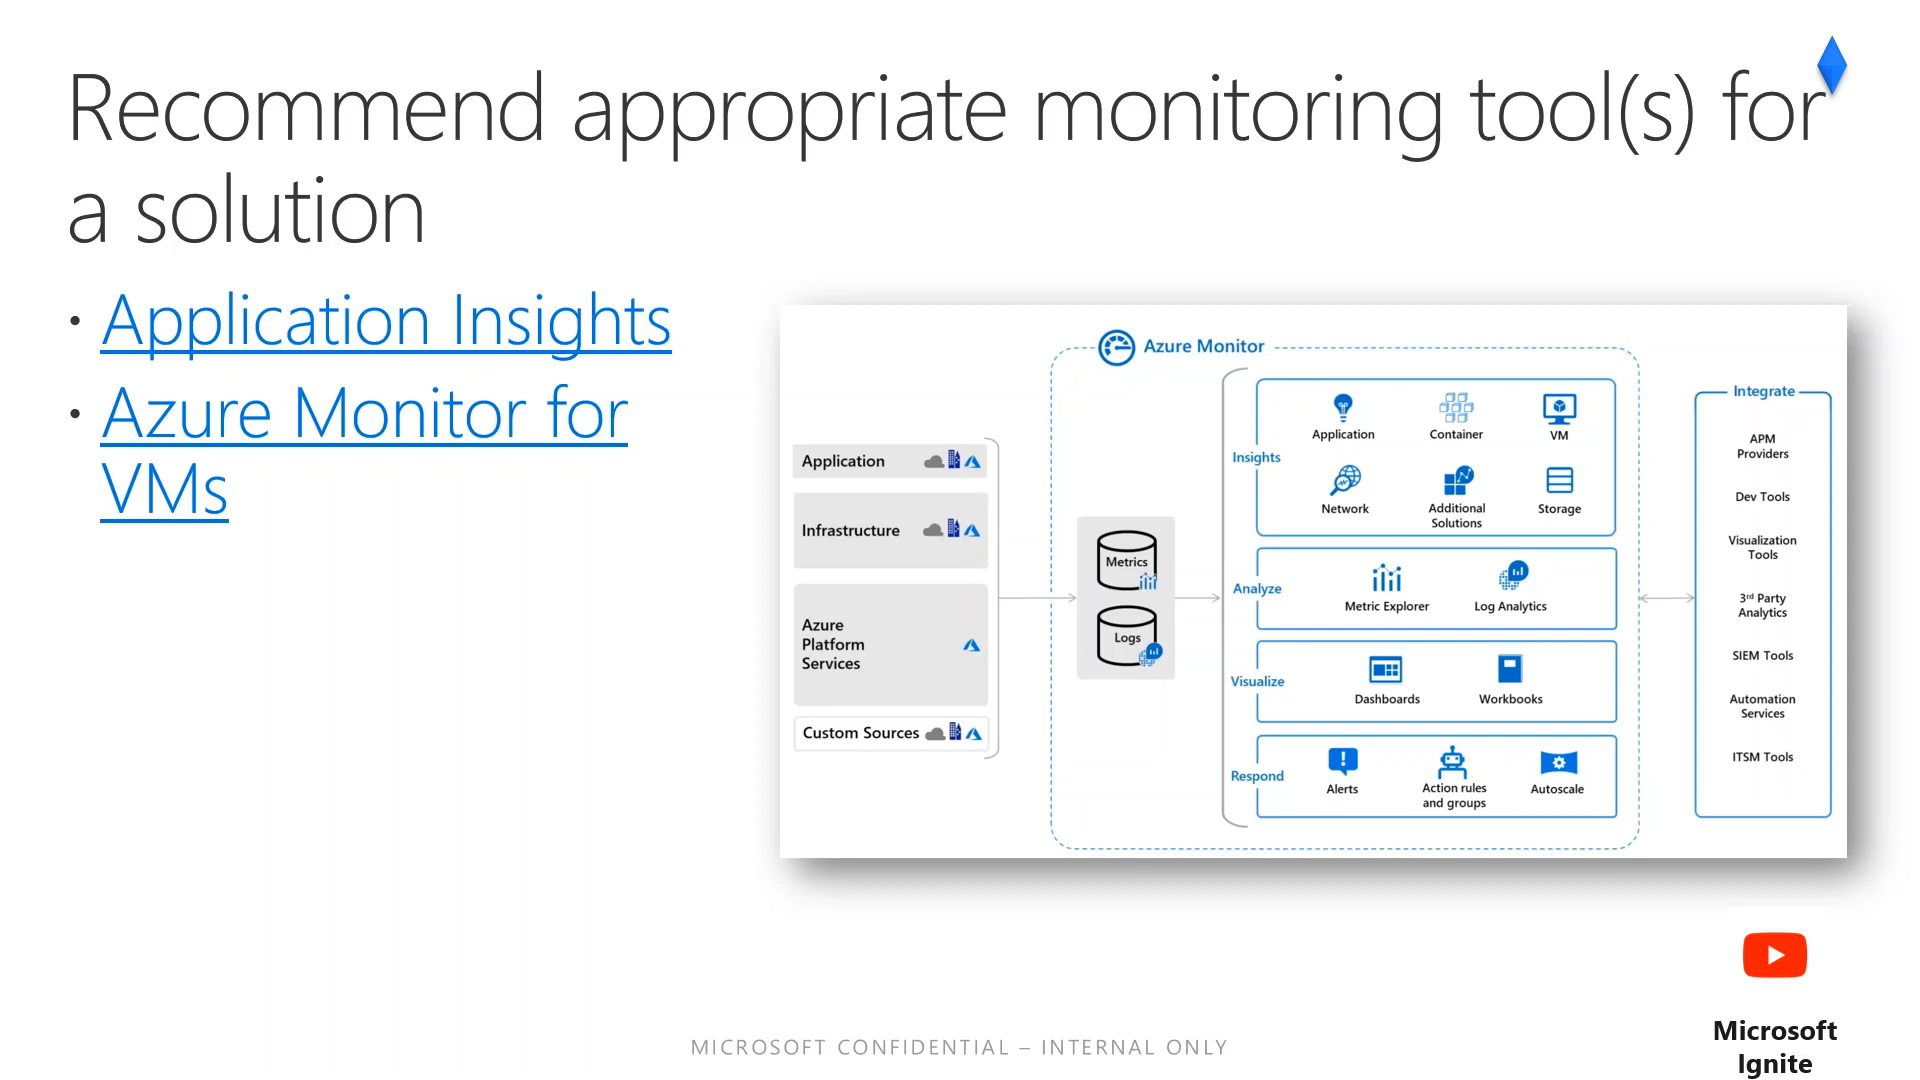 Recommend appropriate monitoring tool(s) for
a solution
• Application Insights
• Azure Monitor for
VMs
Application
Infrastructure
Azure
Platform
Services
Custom Sources
Azure Monitor
Metrics
Logs
Insights
Application
Container
VM
Network
Additional
Solutions
Storage
Analyze
Metric Explorer
Log Analytics
Visualize
Dashboards
Workbooks
Respond
Alerts
Action rules
and groups
Autoscale
Integrate
APM
Providers
Dev Tools
Visualization
Tools
3rd Party
Analytics
SIEM Tools
Automation
Services
ITSM Tools
MICROSOFT CONFIDENTIAL – INTERNAL ONLY
Microsoft
Ignite